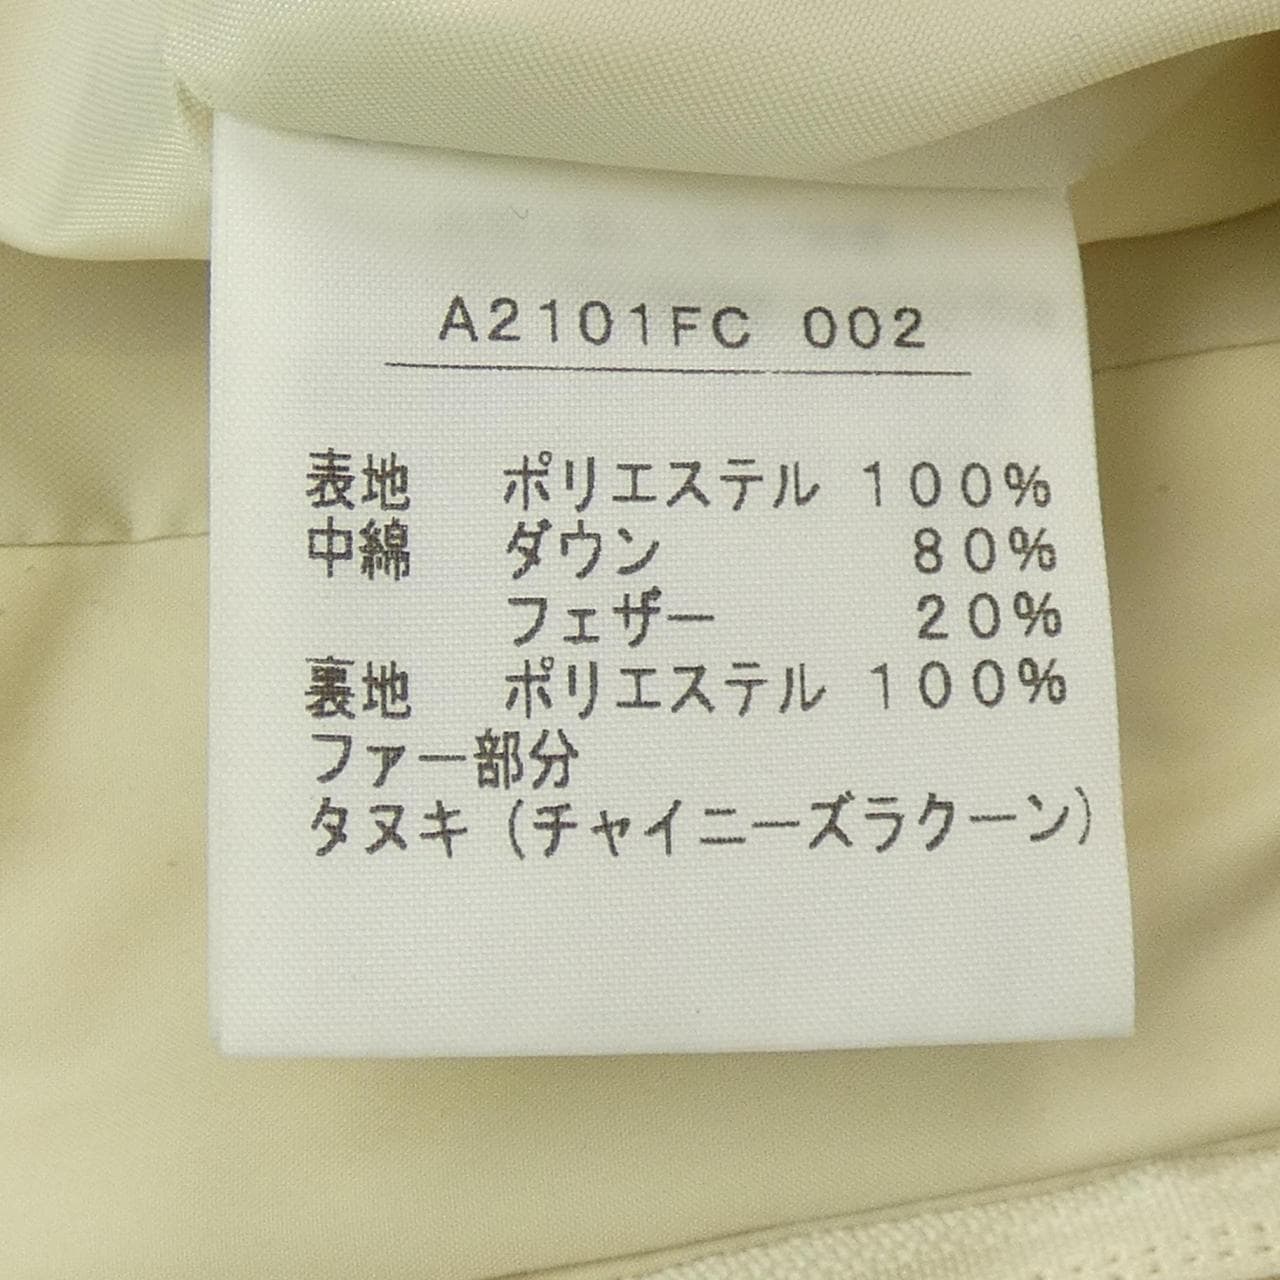 A2101FC 002
表地 ポリエステル 100%
中綿 ダウン 80%
フェザー 20%
裏地 ポリエステル 100%
ファー部分
タヌキ (チャイニーズラクーン)